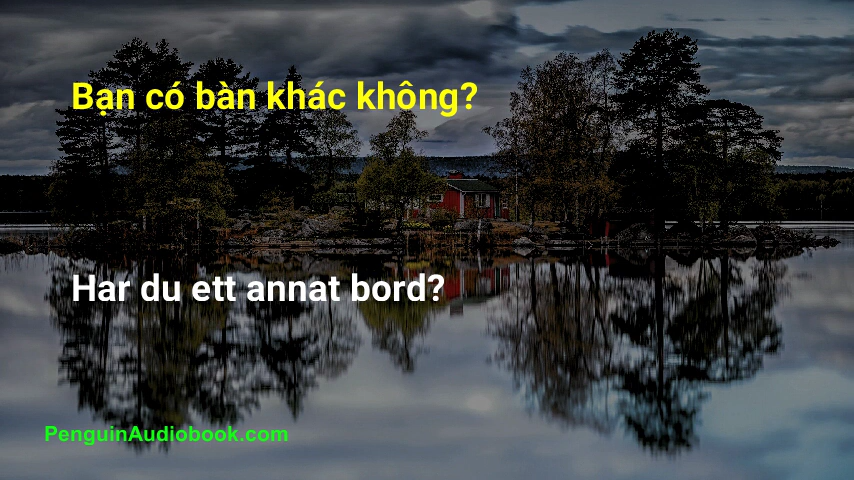 Bạn có bàn khác không?
Har du ett annat bord?
PenguinAudiobook.com